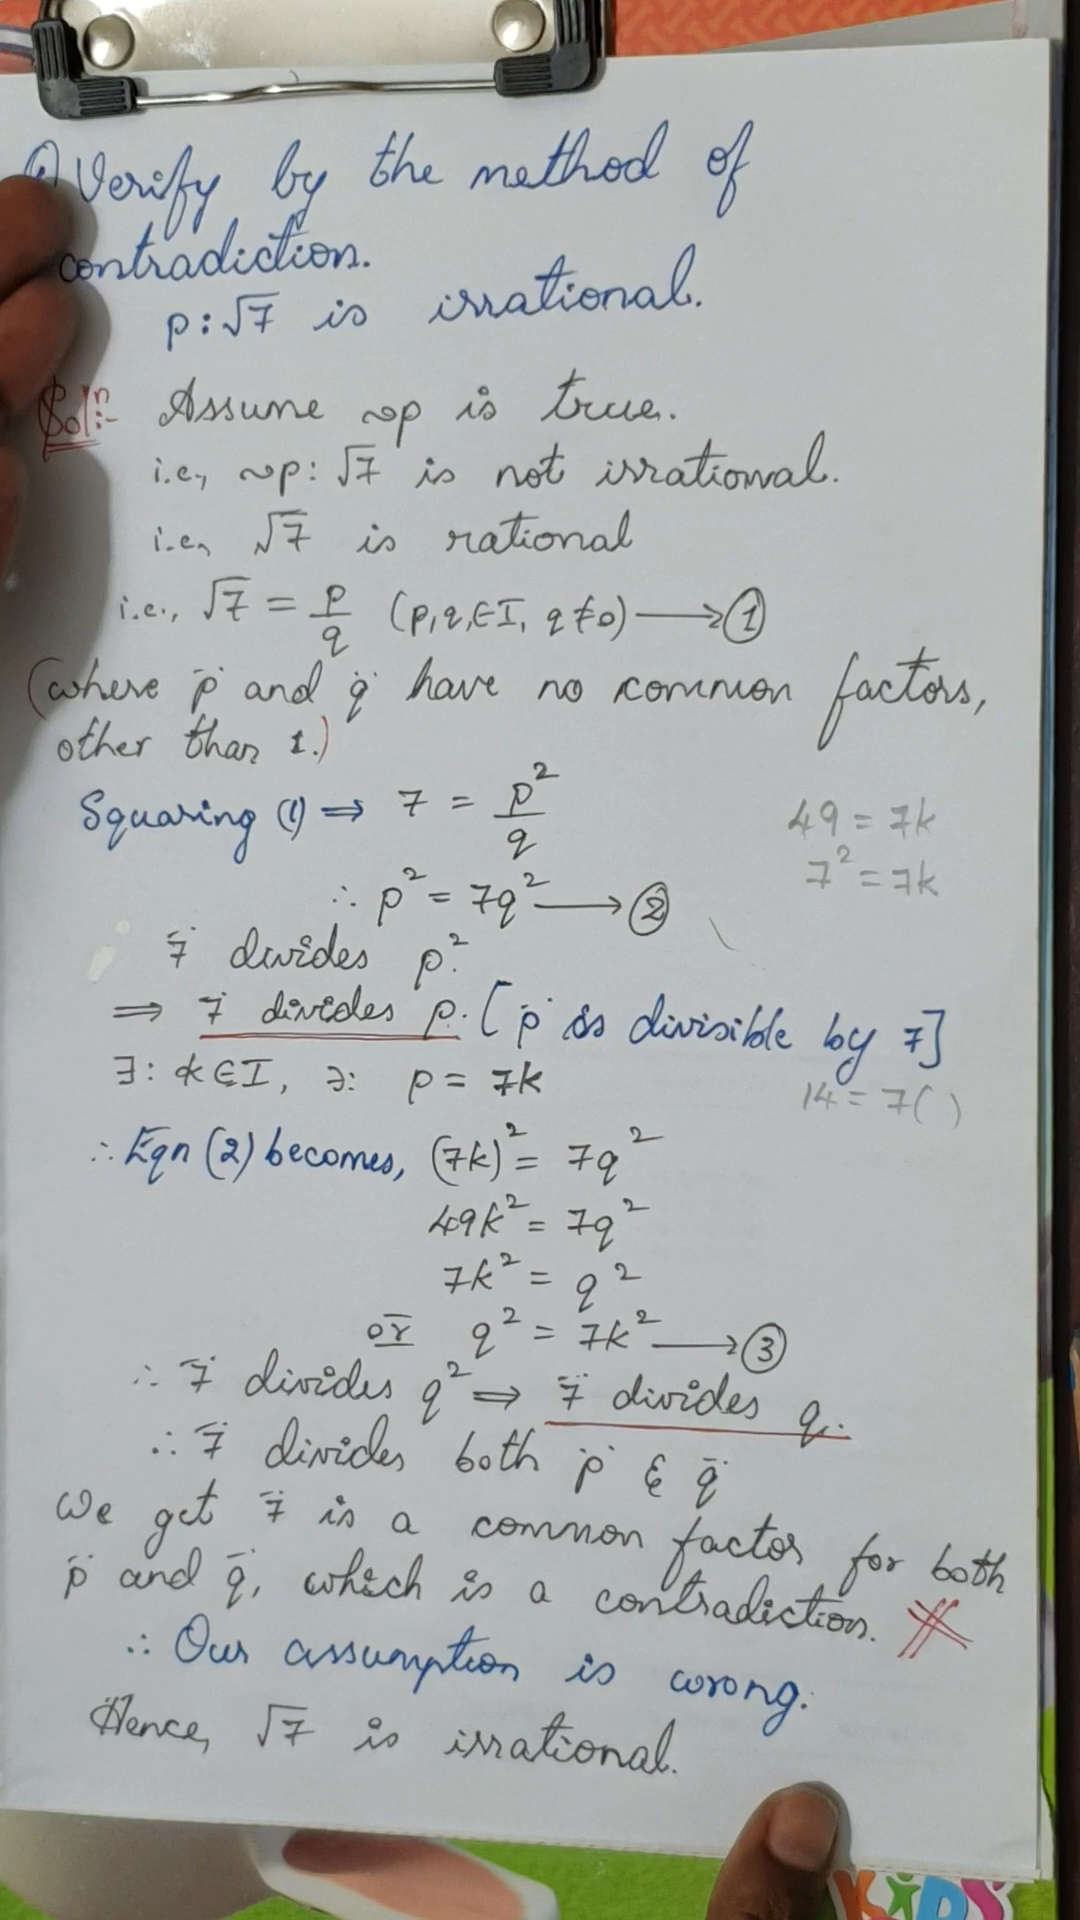 Verify by the method of
contradiction.
p: √7 is irrational.
Solⁿ:- Assume ~p is true.
i.e., ~p: √7 is not irrational.
i.e., √7 is rational
i.e., √7 = p/q (p,q,∈I, q≠0) ⟶ ①
(where 'p' and 'q' have no common factors,
other than 1.)
Squaring (1) ⇒ 7 = p²/q
49 = 7k
7² = 7k
∴ p² = 7q² ⟶ ②
7 divides p².
⇒ 7 divides p. ['p' is divisible by 7]
∃: k∈I, ∋: p = 7k
14 = 7( )
∴ Eqn (2) becomes, (7k)² = 7q²
49k² = 7q²
7k² = q²
or q² = 7k² ⟶ ③
∴ 7 divides q² ⇒ 7 divides q.
∴ 7 divides both 'p' & 'q'
We get 7 is a common factor for both
'p' and 'q', which is a contradiction.
∴ Our assumption is wrong.
Hence, √7 is irrational.
KiDS